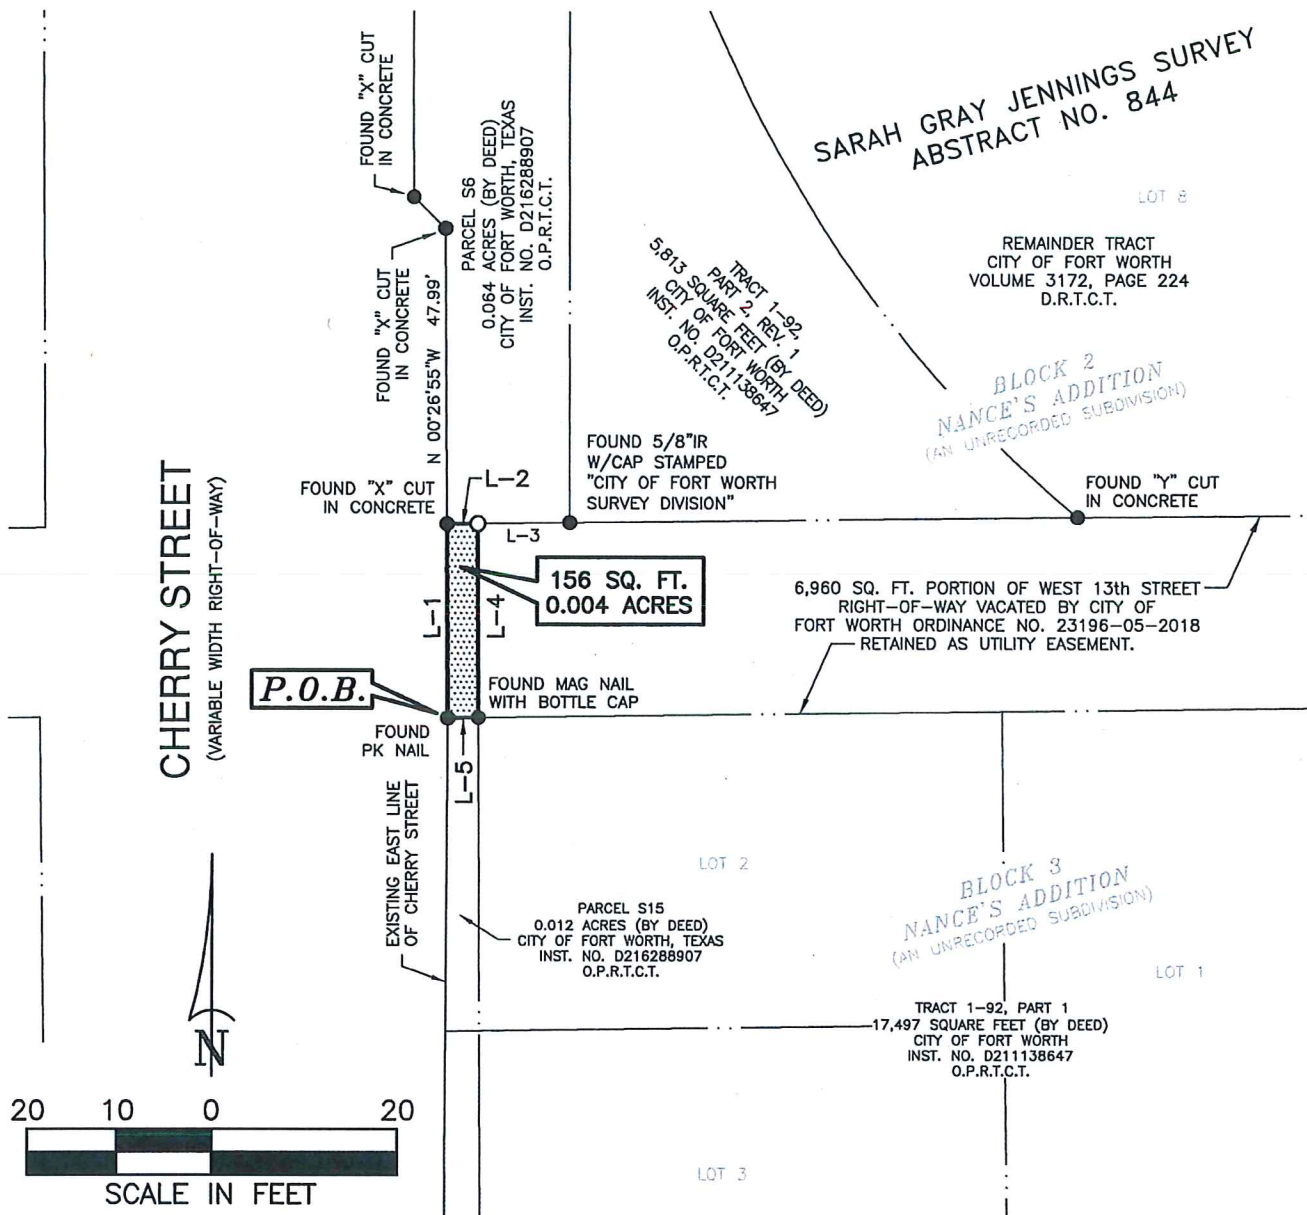 FOUND "X" CUT
IN CONCRETE
PARCEL S6
0.064 ACRES (BY DEED)
CITY OF FORT WORTH, TEXAS
INST. NO. D216288907
O.P.R.T.C.T.
SARAH GRAY JENNINGS SURVEY
ABSTRACT NO. 844
LOT 8
REMAINDER TRACT
CITY OF FORT WORTH
VOLUME 3172, PAGE 224
D.R.T.C.T.
TRACT 1-92,
PART 2, REV. 1
5,813 SQUARE FEET (BY DEED)
CITY OF FORT WORTH
INST. NO. D211138647
O.P.R.T.C.T.
FOUND "X" CUT
IN CONCRETE
N 00°26'55"W 47.99'
BLOCK 2
NANCE'S ADDITION
(AN UNRECORDED SUBDIVISION)
FOUND 5/8"IR
W/CAP STAMPED
"CITY OF FORT WORTH
SURVEY DIVISION"
FOUND "X" CUT
IN CONCRETE
L-2
FOUND "Y" CUT
IN CONCRETE
L-3
CHERRY STREET
(VARIABLE WIDTH RIGHT-OF-WAY)
156 SQ. FT.
0.004 ACRES
L-1
L-4
6,960 SQ. FT. PORTION OF WEST 13th STREET
RIGHT-OF-WAY VACATED BY CITY OF
FORT WORTH ORDINANCE NO. 23196-05-2018
RETAINED AS UTILITY EASEMENT.
P.O.B.
FOUND MAG NAIL
WITH BOTTLE CAP
FOUND
PK NAIL
L-5
EXISTING EAST LINE
OF CHERRY STREET
LOT 2
BLOCK 3
NANCE'S ADDITION
(AN UNRECORDED SUBDIVISION)
PARCEL S15
0.012 ACRES (BY DEED)
CITY OF FORT WORTH, TEXAS
INST. NO. D216288907
O.P.R.T.C.T.
LOT 1
TRACT 1-92, PART 1
17,497 SQUARE FEET (BY DEED)
CITY OF FORT WORTH
INST. NO. D211138647
O.P.R.T.C.T.
N
20 10 0 20
SCALE IN FEET
LOT 3